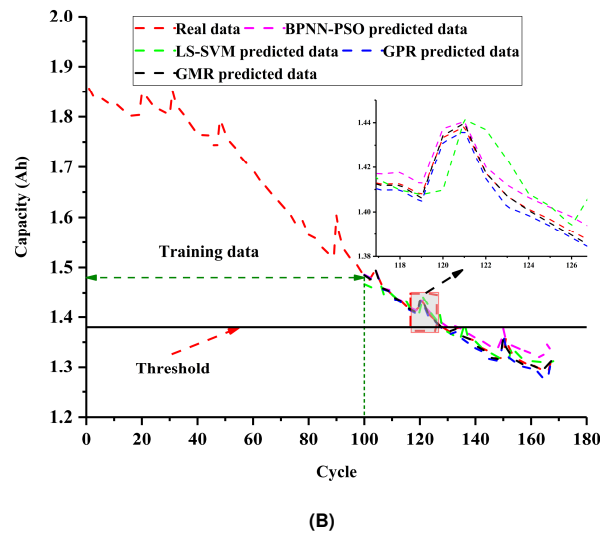 Real data BPNN-PSO predicted data
LS-SVM predicted data GPR predicted data
GMR predicted data
2.0
1.9
1.8
1.7
1.6
1.5
1.4
1.3
1.2
Capacity (Ah)
1.44
1.42
1.40
1.38
118 120 122 124 126
Training data
Threshold
0 20 40 60 80 100 120 140 160 180
Cycle
(B)